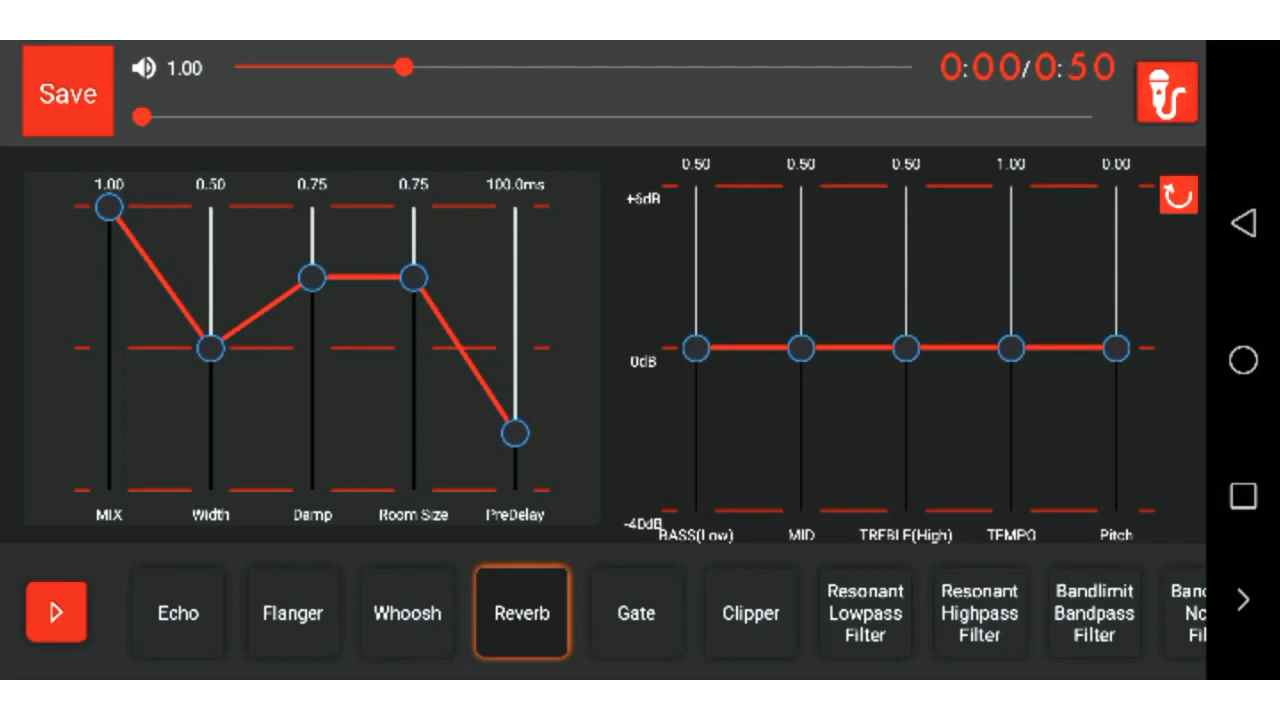 Save
1.00
0:00/0:50
1.00 0.50 0.75 0.75 100.0ms
MIX Width Damp Room Size PreDelay
0.50 0.50 0.50 1.00 0.00
+6dB
0dB
-40dB
BASS(Low) MID TREBLE(High) TEMPO Pitch
Echo
Flanger
Whoosh
Reverb
Gate
Clipper
Resonant
Lowpass
Filter
Resonant
Highpass
Filter
Bandlimit
Bandpass
Filter
Band
No
Fil